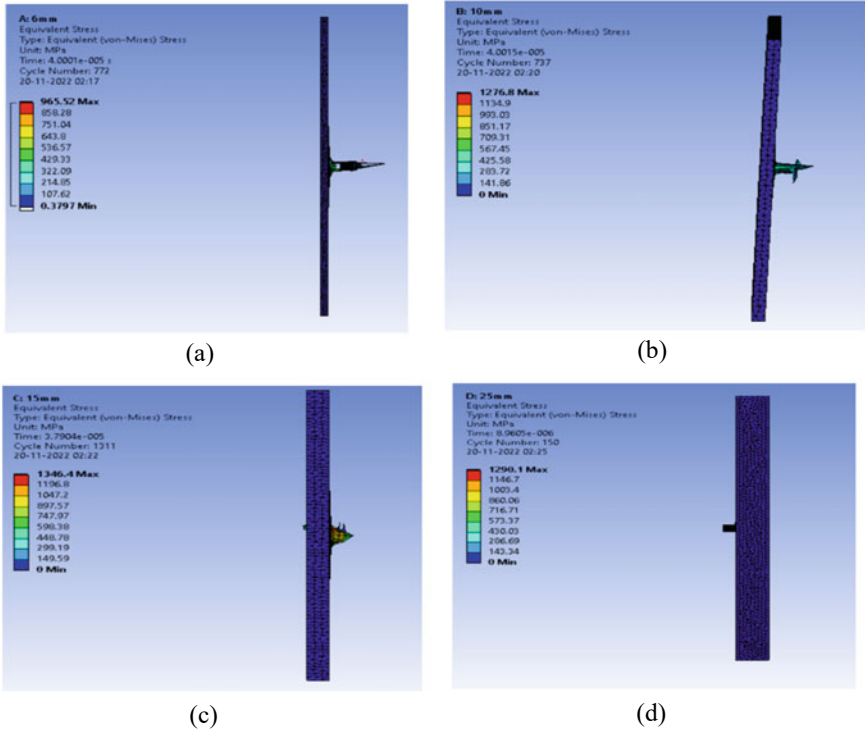 A: 6mm
Equivalent Stress
Type: Equivalent (von-Mises) Stress
Unit: MPa
Time: 4.0001e-005 s
Cycle Number: 772
20-11-2022 02:17
965.52 Max
858.28
751.04
643.8
536.57
429.33
322.09
214.85
107.62
0.3797 Min
(a)
B: 10mm
Equivalent Stress
Type: Equivalent (von-Mises) Stress
Unit: MPa
Time: 4.0015e-005
Cycle Number: 737
20-11-2022 02:20
1276.8 Max
1134.9
993.03
851.17
709.31
567.45
425.58
283.72
141.86
0 Min
(b)
C: 15mm
Equivalent Stress
Type: Equivalent (von-Mises) Stress
Unit: MPa
Time: 3.7904e-005
Cycle Number: 1311
20-11-2022 02:22
1346.4 Max
1196.8
1047.2
897.57
747.97
598.38
448.78
299.19
149.59
0 Min
(c)
D: 25mm
Equivalent Stress
Type: Equivalent (von-Mises) Stress
Unit: MPa
Time: 8.9605e-006
Cycle Number: 150
20-11-2022 02:25
1290.1 Max
1146.7
1003.4
860.06
716.71
573.37
430.03
286.69
143.34
0 Min
(d)